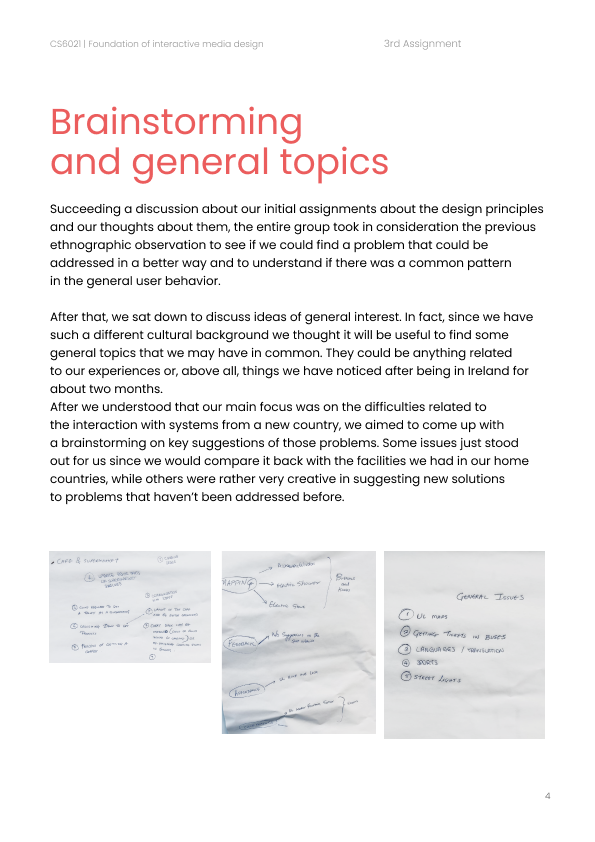 CS6021 | Foundation of interactive media design
3rd Assignment
Brainstorming
and general topics
Succeeding a discussion about our initial assignments about the design principles
and our thoughts about them, the entire group took in consideration the previous
ethnographic observation to see if we could find a problem that could be
addressed in a better way and to understand if there was a common pattern
in the general user behavior.
After that, we sat down to discuss ideas of general interest. In fact, since we have
such a different cultural background we thought it will be useful to find some
general topics that we may have in common. They could be anything related
to our experiences or, above all, things we have noticed after being in Ireland for
about two months.
After we understood that our main focus was on the difficulties related to
the interaction with systems from a new country, we aimed to come up with
a brainstorming on key suggestions of those problems. Some issues just stood
out for us since we would compare it back with the facilities we had in our home
countries, while others were rather very creative in suggesting new solutions
to problems that haven’t been addressed before.
MAPPING
ELECTRIC
FEEDBACK
GENERAL ISSUES
1 UL MAPS
2 GETTING TICKETS IN BUSES
3 LANGUAGES / TRANSLATION
4 SPORTS
5 STREET LIGHTS
4